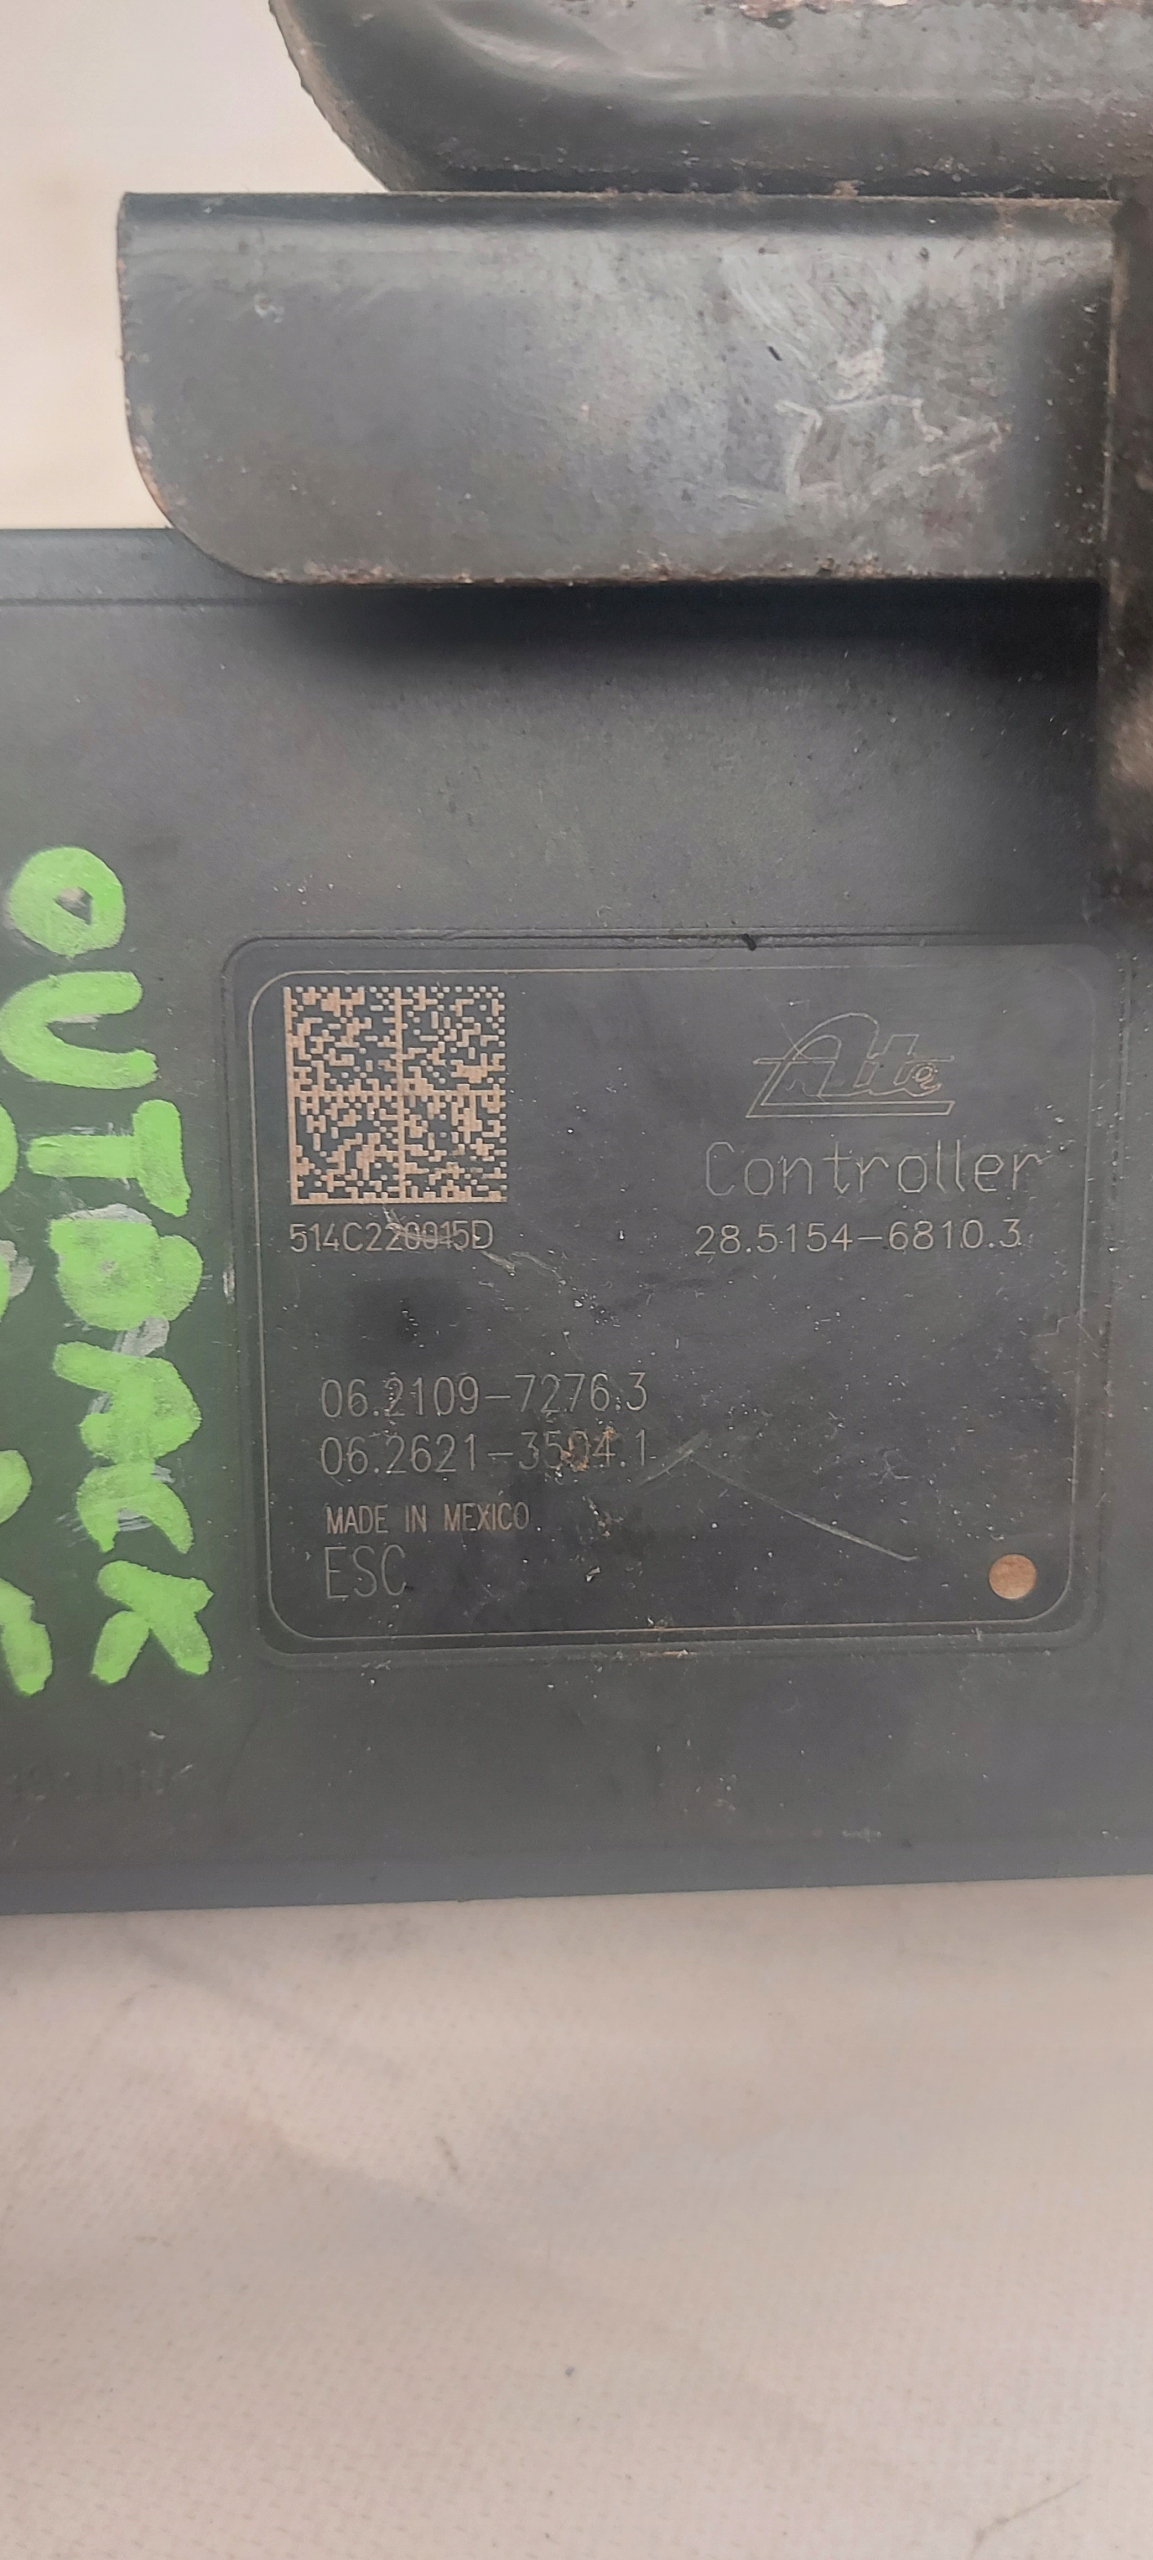 OUTBACK
Ate
Controller
514C220015D
28.5154-6810.3
06.2109-7276.3
06.2621-3504.1
MADE IN MEXICO
ESC